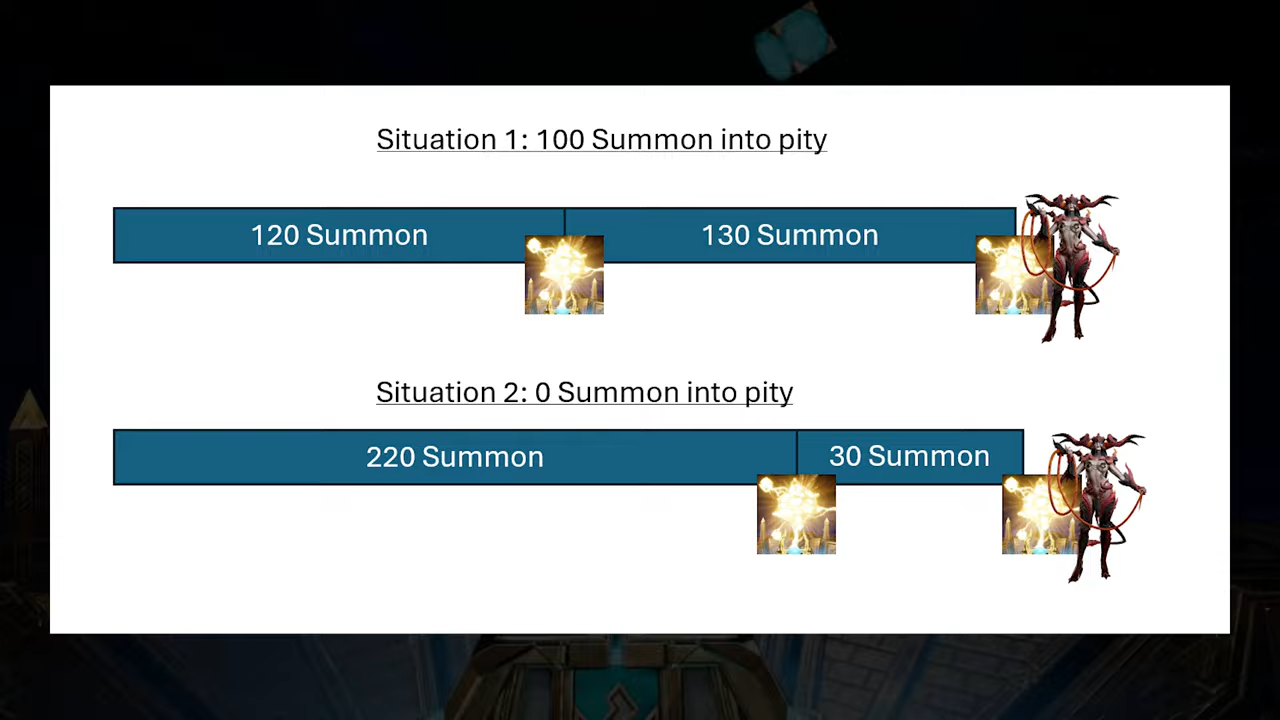 Situation 1: 100 Summon into pity
120 Summon
130 Summon
Situation 2: 0 Summon into pity
220 Summon
30 Summon